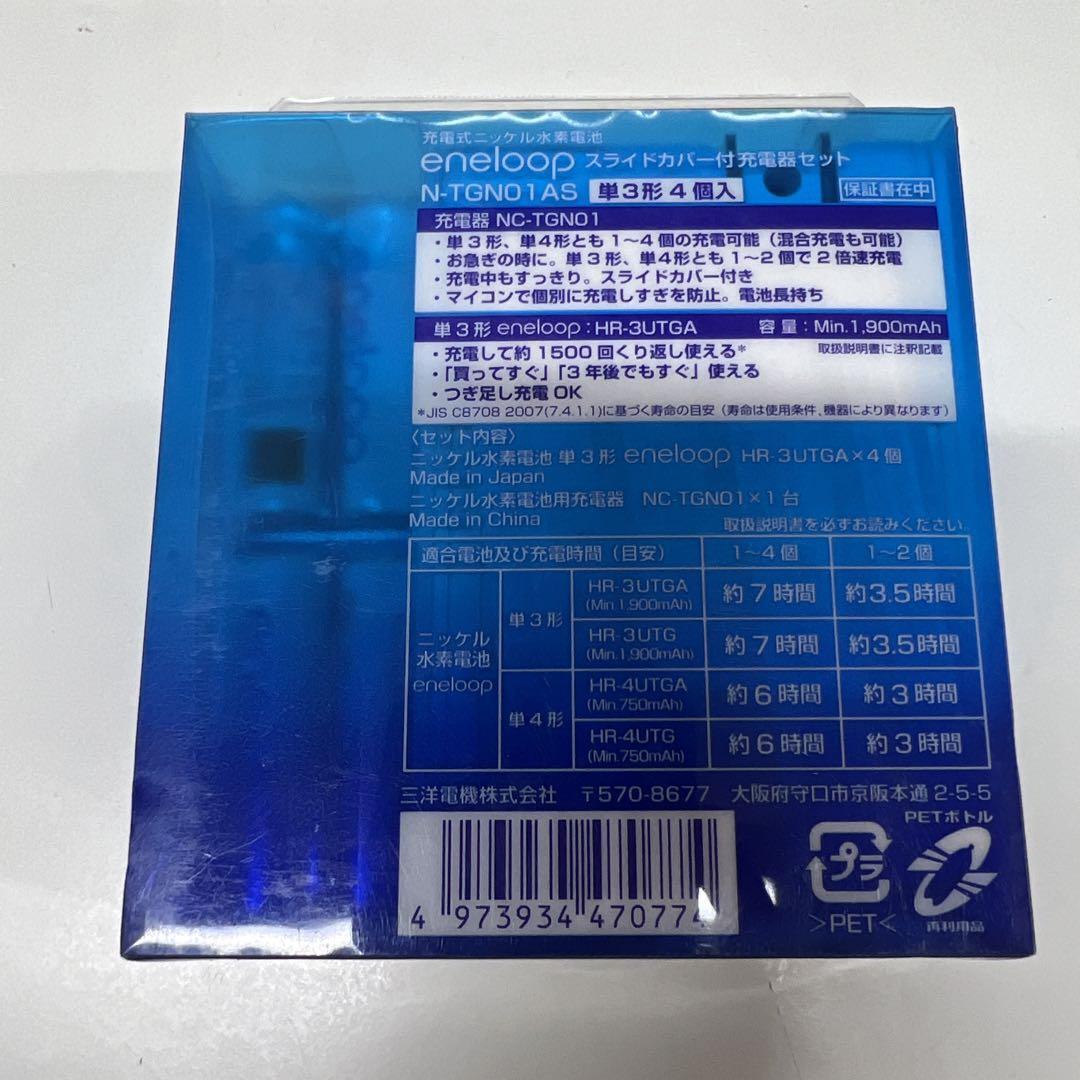 充電式ニッケル水素電池
eneloop スライドカバー付充電器セット
N-TGN01AS 単3形4個入 保証書在中
充電器 NC-TGN01
・単3形、単4形とも1〜4個の充電可能（混合充電も可能）
・お急ぎの時に。単3形、単4形とも1〜2個で2倍速充電
・充電中もすっきり。スライドカバー付き
・マイコンで個別に充電しすぎを防止。電池長持ち
単3形 eneloop：HR-3UTGA 容量：Min.1,900mAh
・充電して約1500回くり返し使える* 取扱説明書に注釈記載
・「買ってすぐ」「3年後でもすぐ」使える
・つぎ足し充電OK
*JIS C8708 2007(7.4.1.1)に基づく寿命の目安（寿命は使用条件、機器により異なります）
〈セット内容〉
ニッケル水素電池 単3形 eneloop HR-3UTGA×4個
Made in Japan
ニッケル水素電池用充電器 NC-TGN01×1台
Made in China 取扱説明書を必ずお読みください。
適合電池及び充電時間（目安） 1〜4個 1〜2個
ニッケル水素電池 eneloop
単3形
HR-3UTGA (Min.1,900mAh) 約7時間 約3.5時間
HR-3UTG (Min.1,900mAh) 約7時間 約3.5時間
単4形
HR-4UTGA (Min.750mAh) 約6時間 約3時間
HR-4UTG (Min.750mAh) 約6時間 約3時間
三洋電機株式会社 〒570-8677 大阪府守口市京阪本通2-5-5
4 973934 470774
プラ
>PET<
PETボトル
再利用品